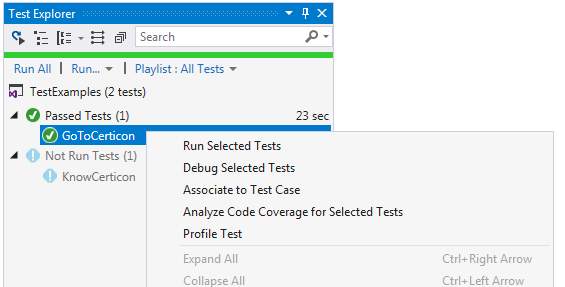 Test Explorer
Search
Run All | Run... | Playlist : All Tests
TestExamples (2 tests)
Passed Tests (1) 23 sec
GoToCerticon
Not Run Tests (1)
KnowCerticon
Run Selected Tests
Debug Selected Tests
Associate to Test Case
Analyze Code Coverage for Selected Tests
Profile Test
Expand All Ctrl+Right Arrow
Collapse All Ctrl+Left Arrow